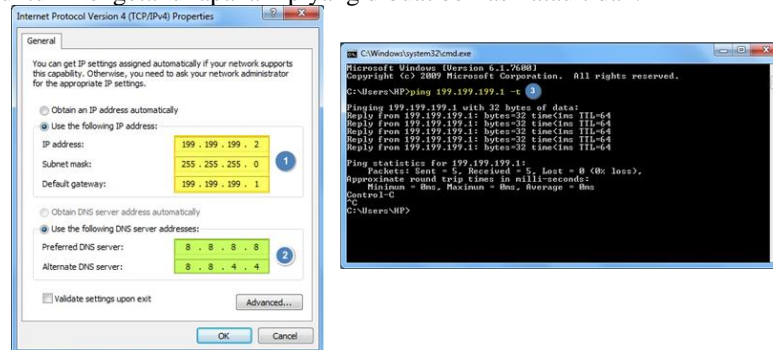 Internet Protocol Version 4 (TCP/IPv4) Properties
General
You can get IP settings assigned automatically if your network supports
this capability. Otherwise, you need to ask your network administrator
for the appropriate IP settings.
Obtain an IP address automatically
Use the following IP address:
IP address: 199 . 199 . 199 . 2
Subnet mask: 255 . 255 . 255 . 0
1
Default gateway: 199 . 199 . 199 . 1
Obtain DNS server address automatically
Use the following DNS server addresses:
Preferred DNS server: 8 . 8 . 8 . 8
2
Alternate DNS server: 8 . 8 . 4 . 4
Validate settings upon exit
Advanced...
OK Cancel
C:\Windows\system32\cmd.exe
Microsoft Windows [Version 6.1.7600]
Copyright (c) 2009 Microsoft Corporation. All rights reserved.
C:\Users\HP>ping 199.199.199.1 -t 3
Pinging 199.199.199.1 with 32 bytes of data:
Reply from 199.199.199.1: bytes=32 time<1ms TTL=64
Reply from 199.199.199.1: bytes=32 time<1ms TTL=64
Reply from 199.199.199.1: bytes=32 time<1ms TTL=64
Reply from 199.199.199.1: bytes=32 time<1ms TTL=64
Reply from 199.199.199.1: bytes=32 time<1ms TTL=64
Ping statistics for 199.199.199.1:
Packets: Sent = 5, Received = 5, Lost = 0 (0% loss),
Approximate round trip times in milli-seconds:
Minimum = 0ms, Maximum = 0ms, Average = 0ms
Control-C
^C
C:\Users\HP>